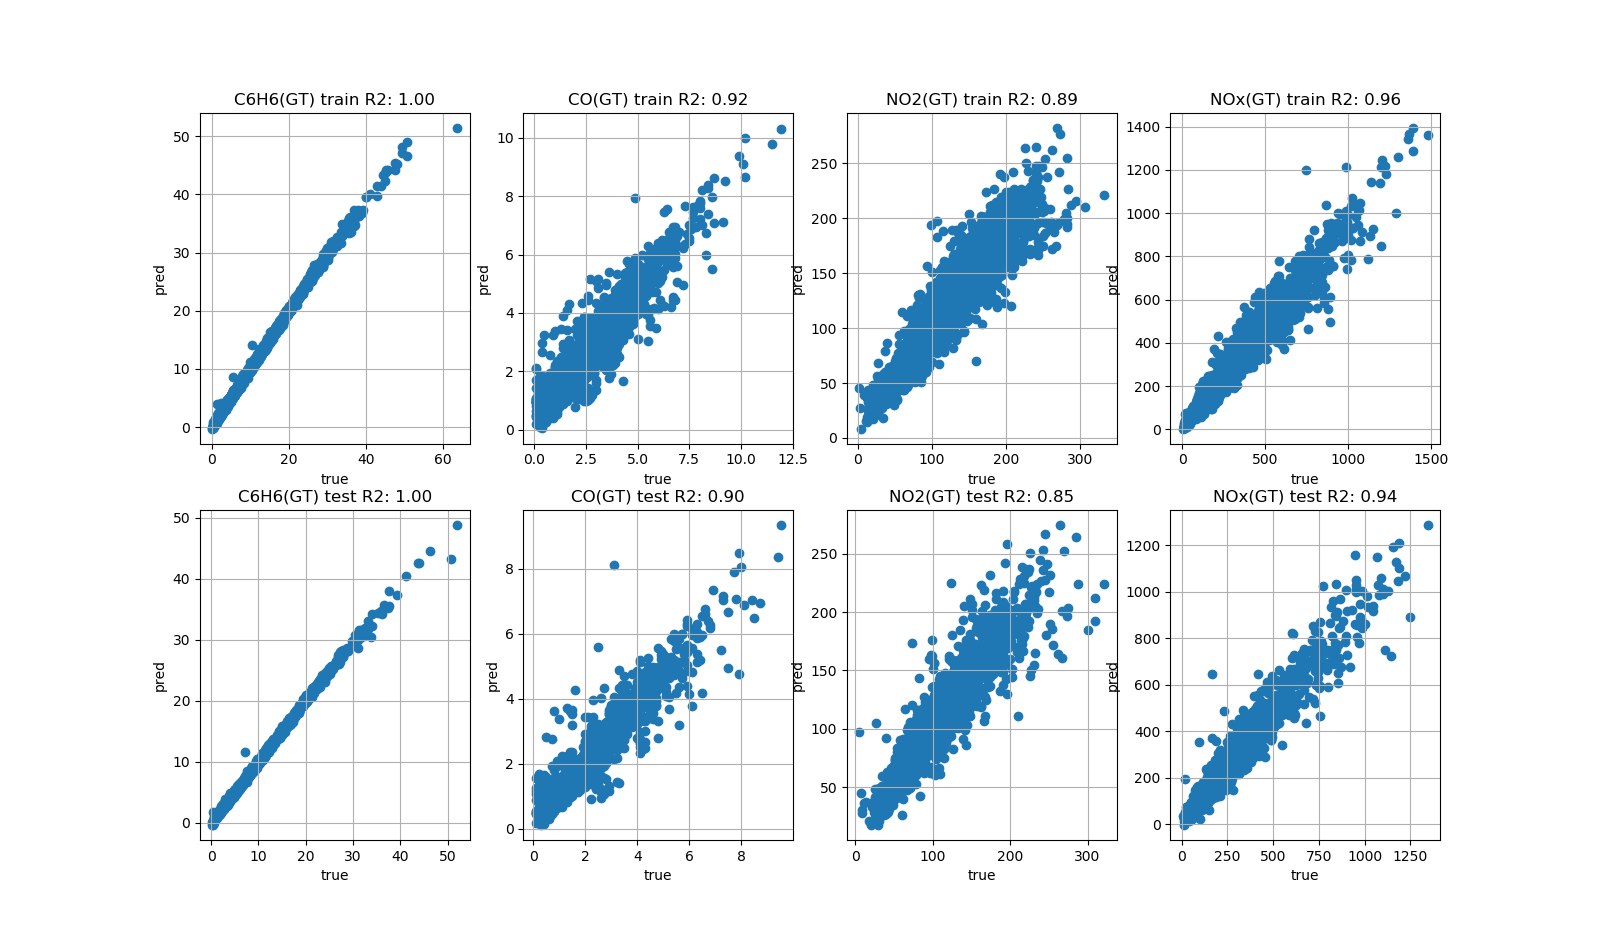 C6H6(GT) train R2: 1.00
pred
50
40
30
20
10
0
0 20 40 60
true
CO(GT) train R2: 0.92
pred
10
8
6
4
2
0
0.0 2.5 5.0 7.5 10.0 12.5
true
NO2(GT) train R2: 0.89
pred
250
200
150
100
50
0
0 100 200 300
true
NOx(GT) train R2: 0.96
pred
1400
1200
1000
800
600
400
200
0
0 500 1000 1500
true
C6H6(GT) test R2: 1.00
pred
50
40
30
20
10
0
0 10 20 30 40 50
true
CO(GT) test R2: 0.90
pred
8
6
4
2
0
0 2 4 6 8
true
NO2(GT) test R2: 0.85
pred
250
200
150
100
50
0 100 200 300
true
NOx(GT) test R2: 0.94
pred
1200
1000
800
600
400
200
0
0 250 500 750 1000 1250
true